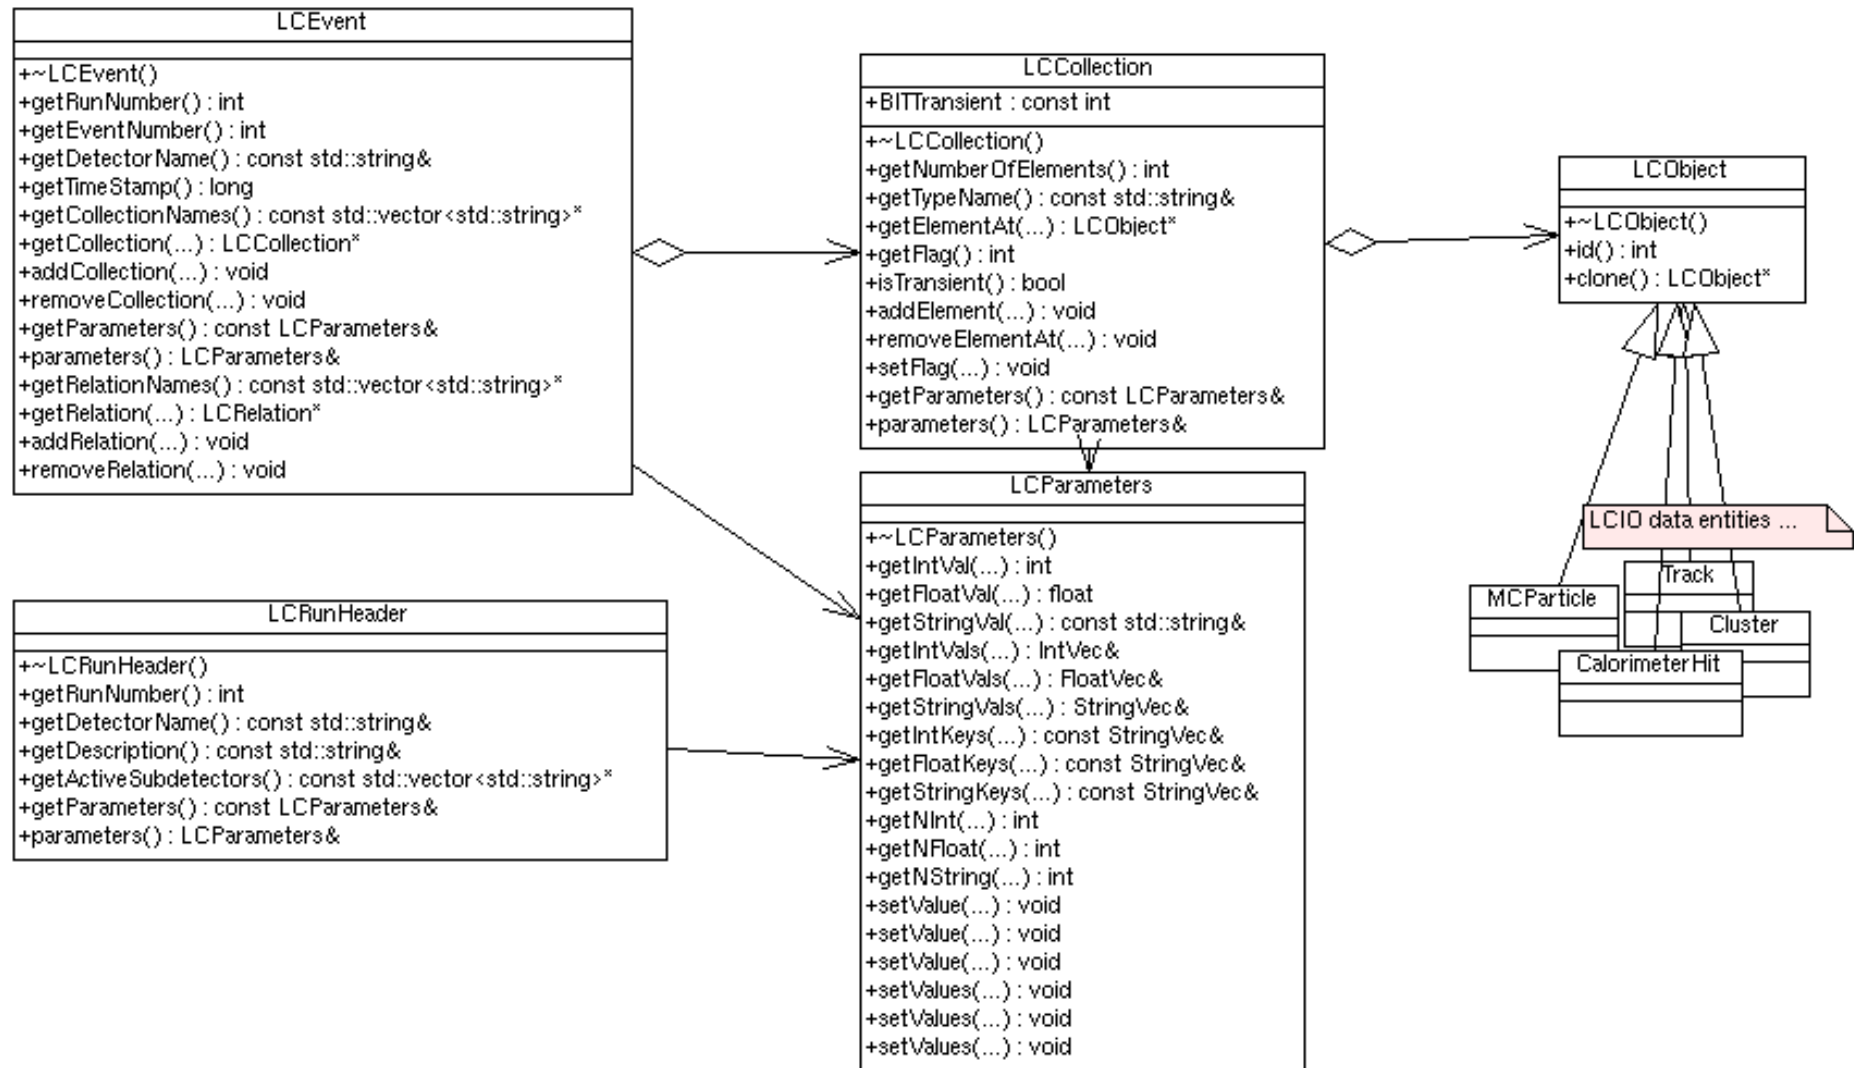 LCEvent
+~LCEvent()
+getRunNumber() : int
+getEventNumber() : int
+getDetectorName() : const std::string&
+getTimeStamp() : long
+getCollectionNames() : const std::vector<std::string>*
+getCollection(...) : LCCollection*
+addCollection(...) : void
+removeCollection(...) : void
+getParameters() : const LCParameters&
+parameters() : LCParameters&
+getRelationNames() : const std::vector<std::string>*
+getRelation(...) : LCRelation*
+addRelation(...) : void
+removeRelation(...) : void
LCCollection
+BITTransient : const int
+~LCCollection()
+getNumberOfElements() : int
+getTypeName() : const std::string&
+getElementAt(...) : LCObject*
+getFlag() : int
+isTransient() : bool
+addElement(...) : void
+removeElementAt(...) : void
+setFlag(...) : void
+getParameters() : const LCParameters&
+parameters() : LCParameters&
LCObject
+~LCObject()
+id() : int
+clone() : LCObject*
LCRunHeader
+~LCRunHeader()
+getRunNumber() : int
+getDetectorName() : const std::string&
+getDescription() : const std::string&
+getActiveSubdetectors() : const std::vector<std::string>*
+getParameters() : const LCParameters&
+parameters() : LCParameters&
LCParameters
+~LCParameters()
+getIntVal(...) : int
+getFloatVal(...) : float
+getStringVal(...) : const std::string&
+getIntVals(...) : IntVec&
+getFloatVals(...) : FloatVec&
+getStringVals(...) : StringVec&
+getIntKeys(...) : const StringVec&
+getFloatKeys(...) : const StringVec&
+getStringKeys(...) : const StringVec&
+getNInt(...) : int
+getNFloat(...) : int
+getNString(...) : int
+setValue(...) : void
+setValue(...) : void
+setValue(...) : void
+setValues(...) : void
+setValues(...) : void
+setValues(...) : void
LCIO data entities ...
Track
MCParticle
Cluster
CalorimeterHit